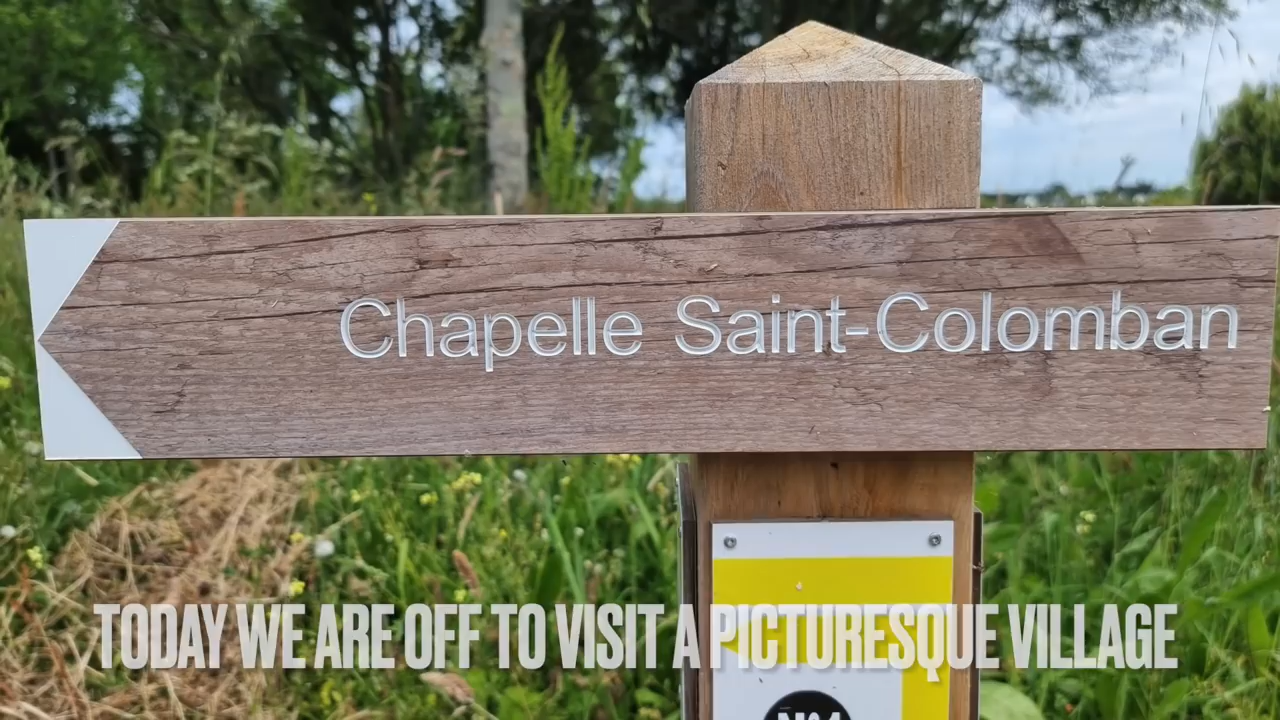 Chapelle Saint-Colomban
TODAY WE ARE OFF TO VISIT A PICTURESQUE VILLAGE